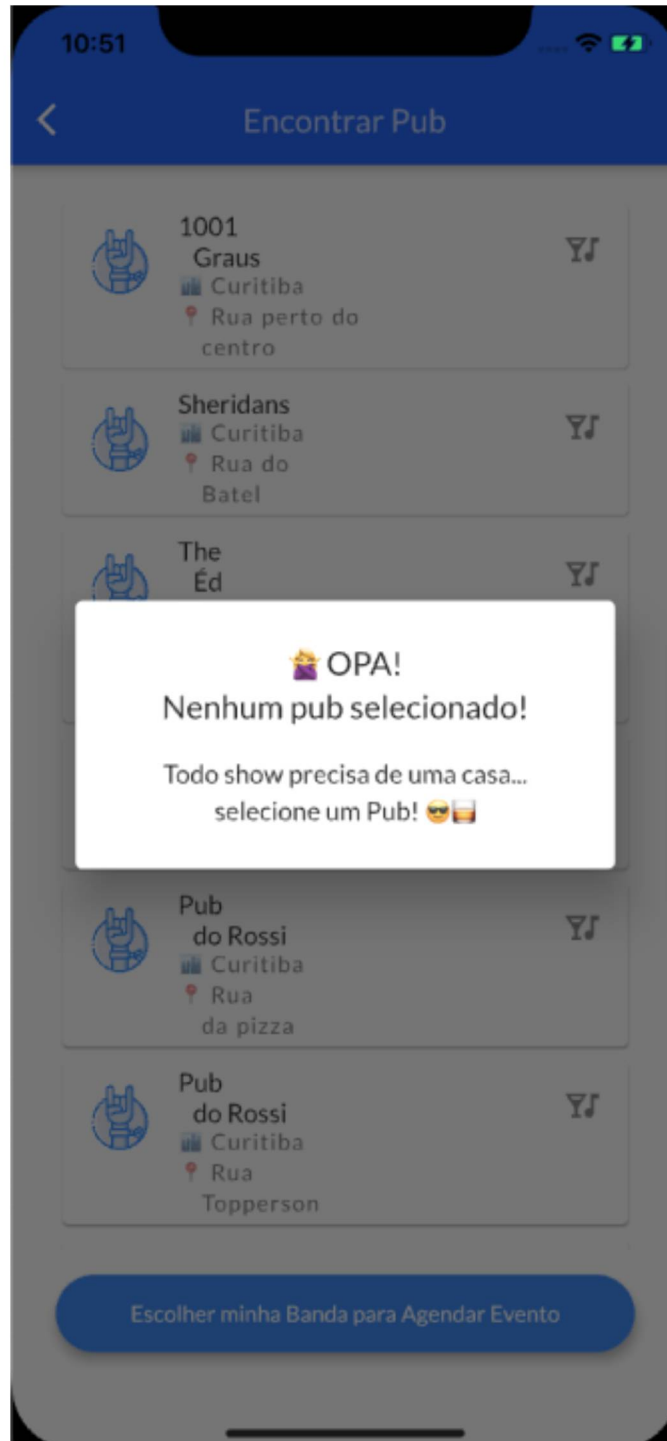 10:51
Encontrar Pub
1001
Graus
Curitiba
Rua perto do
centro
Sheridans
Curitiba
Rua do
Batel
The
Éd
OPA!
Nenhum pub selecionado!
Todo show precisa de uma casa...
selecione um Pub!
Pub
do Rossi
Curitiba
Rua
da pizza
Pub
do Rossi
Curitiba
Rua
Topperson
Escolher minha Banda para Agendar Evento